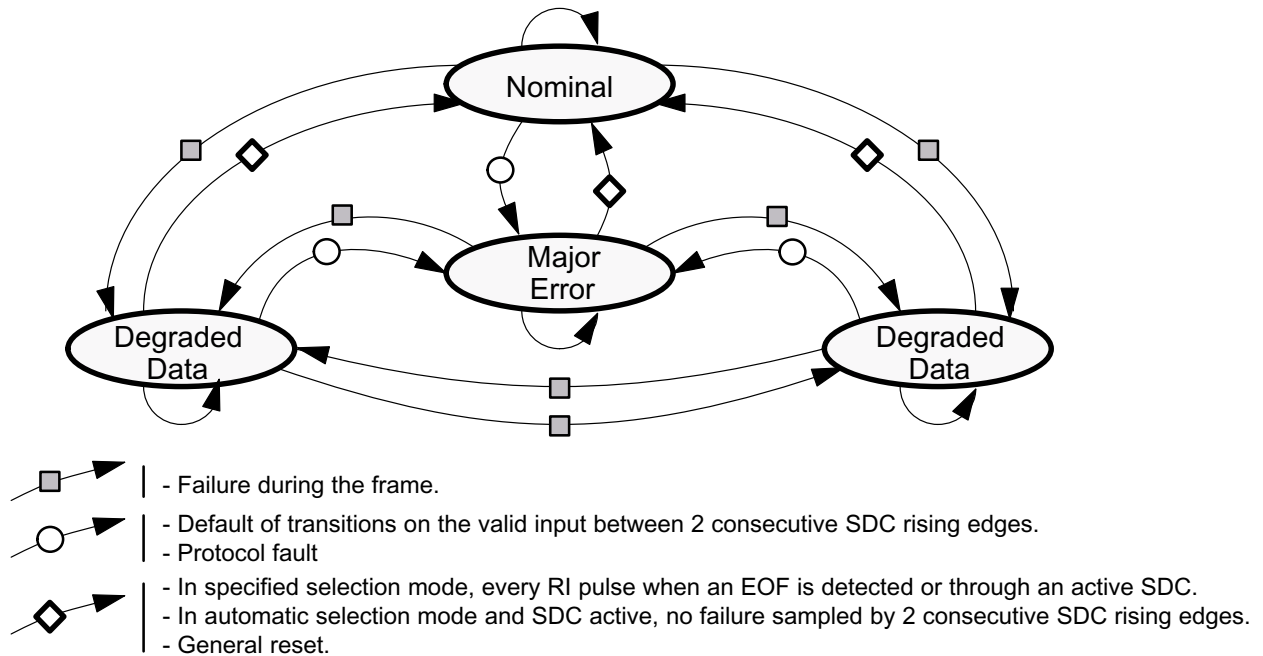 Nominal
Major
Error
Degraded
Data
Degraded
Data
- Failure during the frame.
- Default of transitions on the valid input between 2 consecutive SDC rising edges.
- Protocol fault
- In specified selection mode, every RI pulse when an EOF is detected or through an active SDC.
- In automatic selection mode and SDC active, no failure sampled by 2 consecutive SDC rising edges.
- General reset.